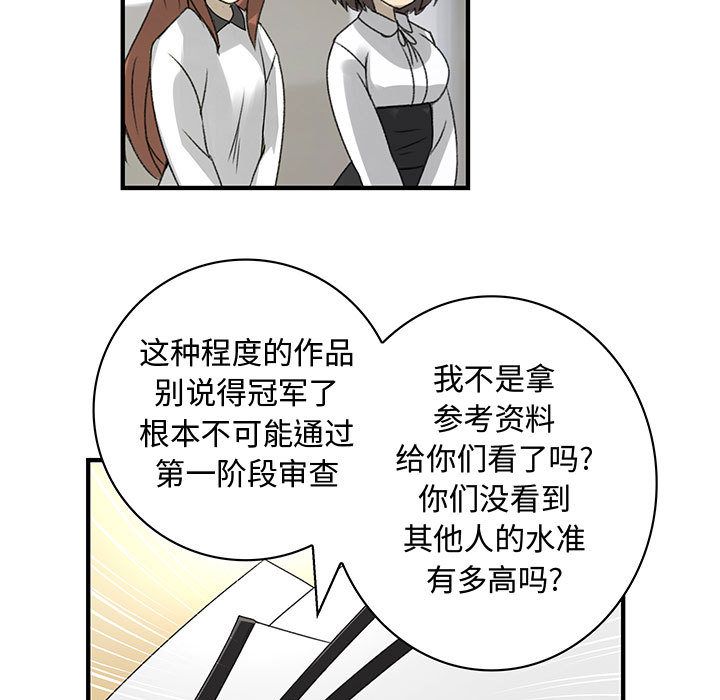 这种程度的作品
别说得冠军了
根本不可能通过
第一阶段审查
我不是拿
参考资料
给你们看了吗?
你们没看到
其他人的水准
有多高吗?